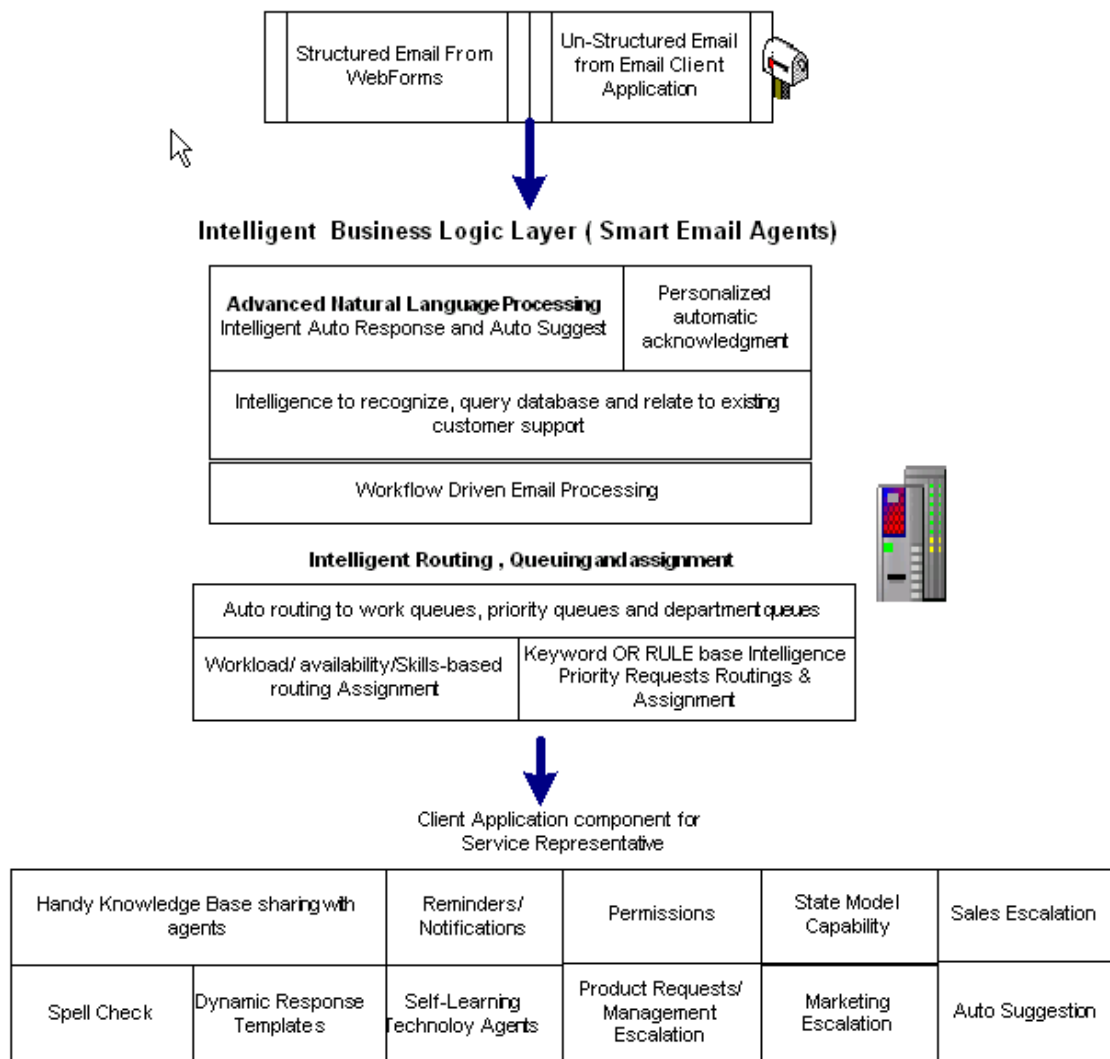 Structured Email From
WebForms
Un-Structured Email
from Email Client
Application
Intelligent Business Logic Layer ( Smart Email Agents)
Advanced Natural Language Processing
Intelligent Auto Response and Auto Suggest
Personalized
automatic
acknowledgment
Intelligence to recognize, query database and relate to existing
customer support
Workflow Driven Email Processing
Intelligent Routing , Queuing and assignment
Auto routing to work queues, priority queues and department queues
Workload/ availability/Skills-based
routing Assignment
Keyword OR RULE base Intelligence
Priority Requests Routings &
Assignment
Client Application component for
Service Representative
Handy Knowledge Base sharing with
agents
Reminders/
Notifications
Permissions
State Model
Capability
Sales Escalation
Spell Check
Dynamic Response
Templates
Self-Learning
Technoloy Agents
Product Requests/
Management
Escalation
Marketing
Escalation
Auto Suggestion